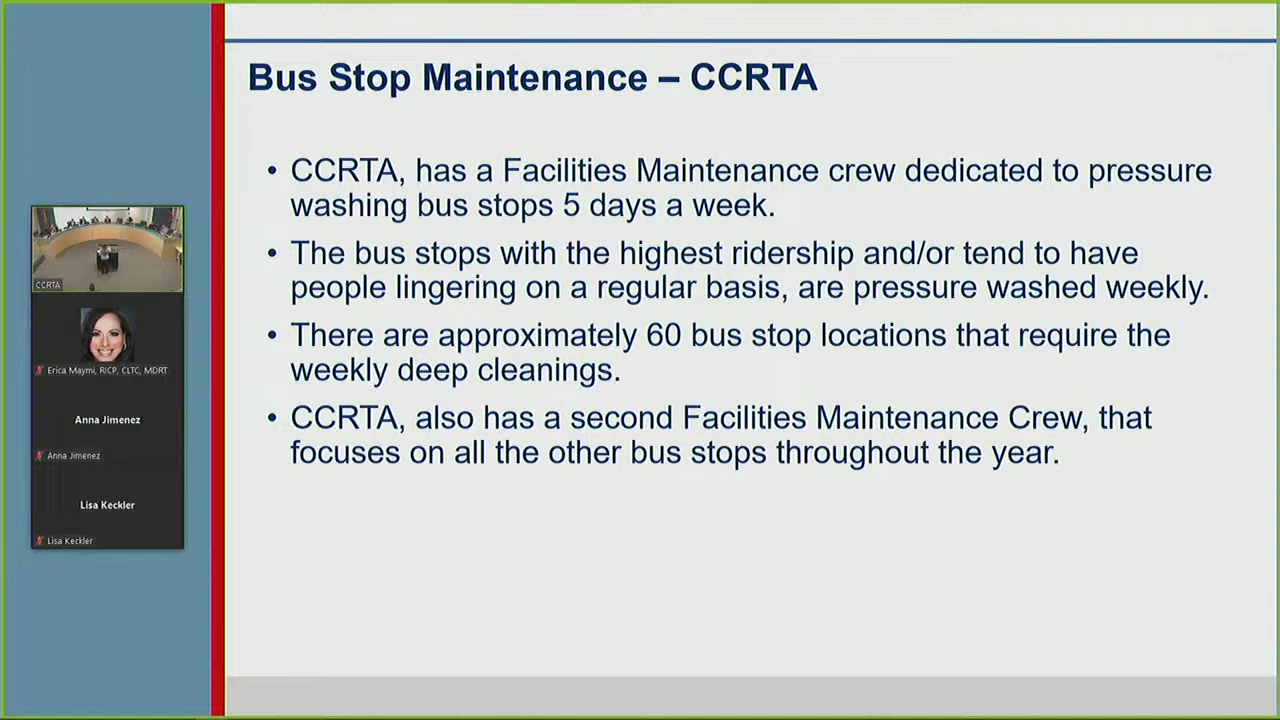 Bus Stop Maintenance – CCRTA
• CCRTA, has a Facilities Maintenance crew dedicated to pressure
washing bus stops 5 days a week.
• The bus stops with the highest ridership and/or tend to have
people lingering on a regular basis, are pressure washed weekly.
• There are approximately 60 bus stop locations that require the
weekly deep cleanings.
• CCRTA, also has a second Facilities Maintenance Crew, that
focuses on all the other bus stops throughout the year.
CCRTA
Erica Maymi, RICP, CLTC, MDRT
Anna Jimenez
Anna Jimenez
Lisa Keckler
Lisa Keckler